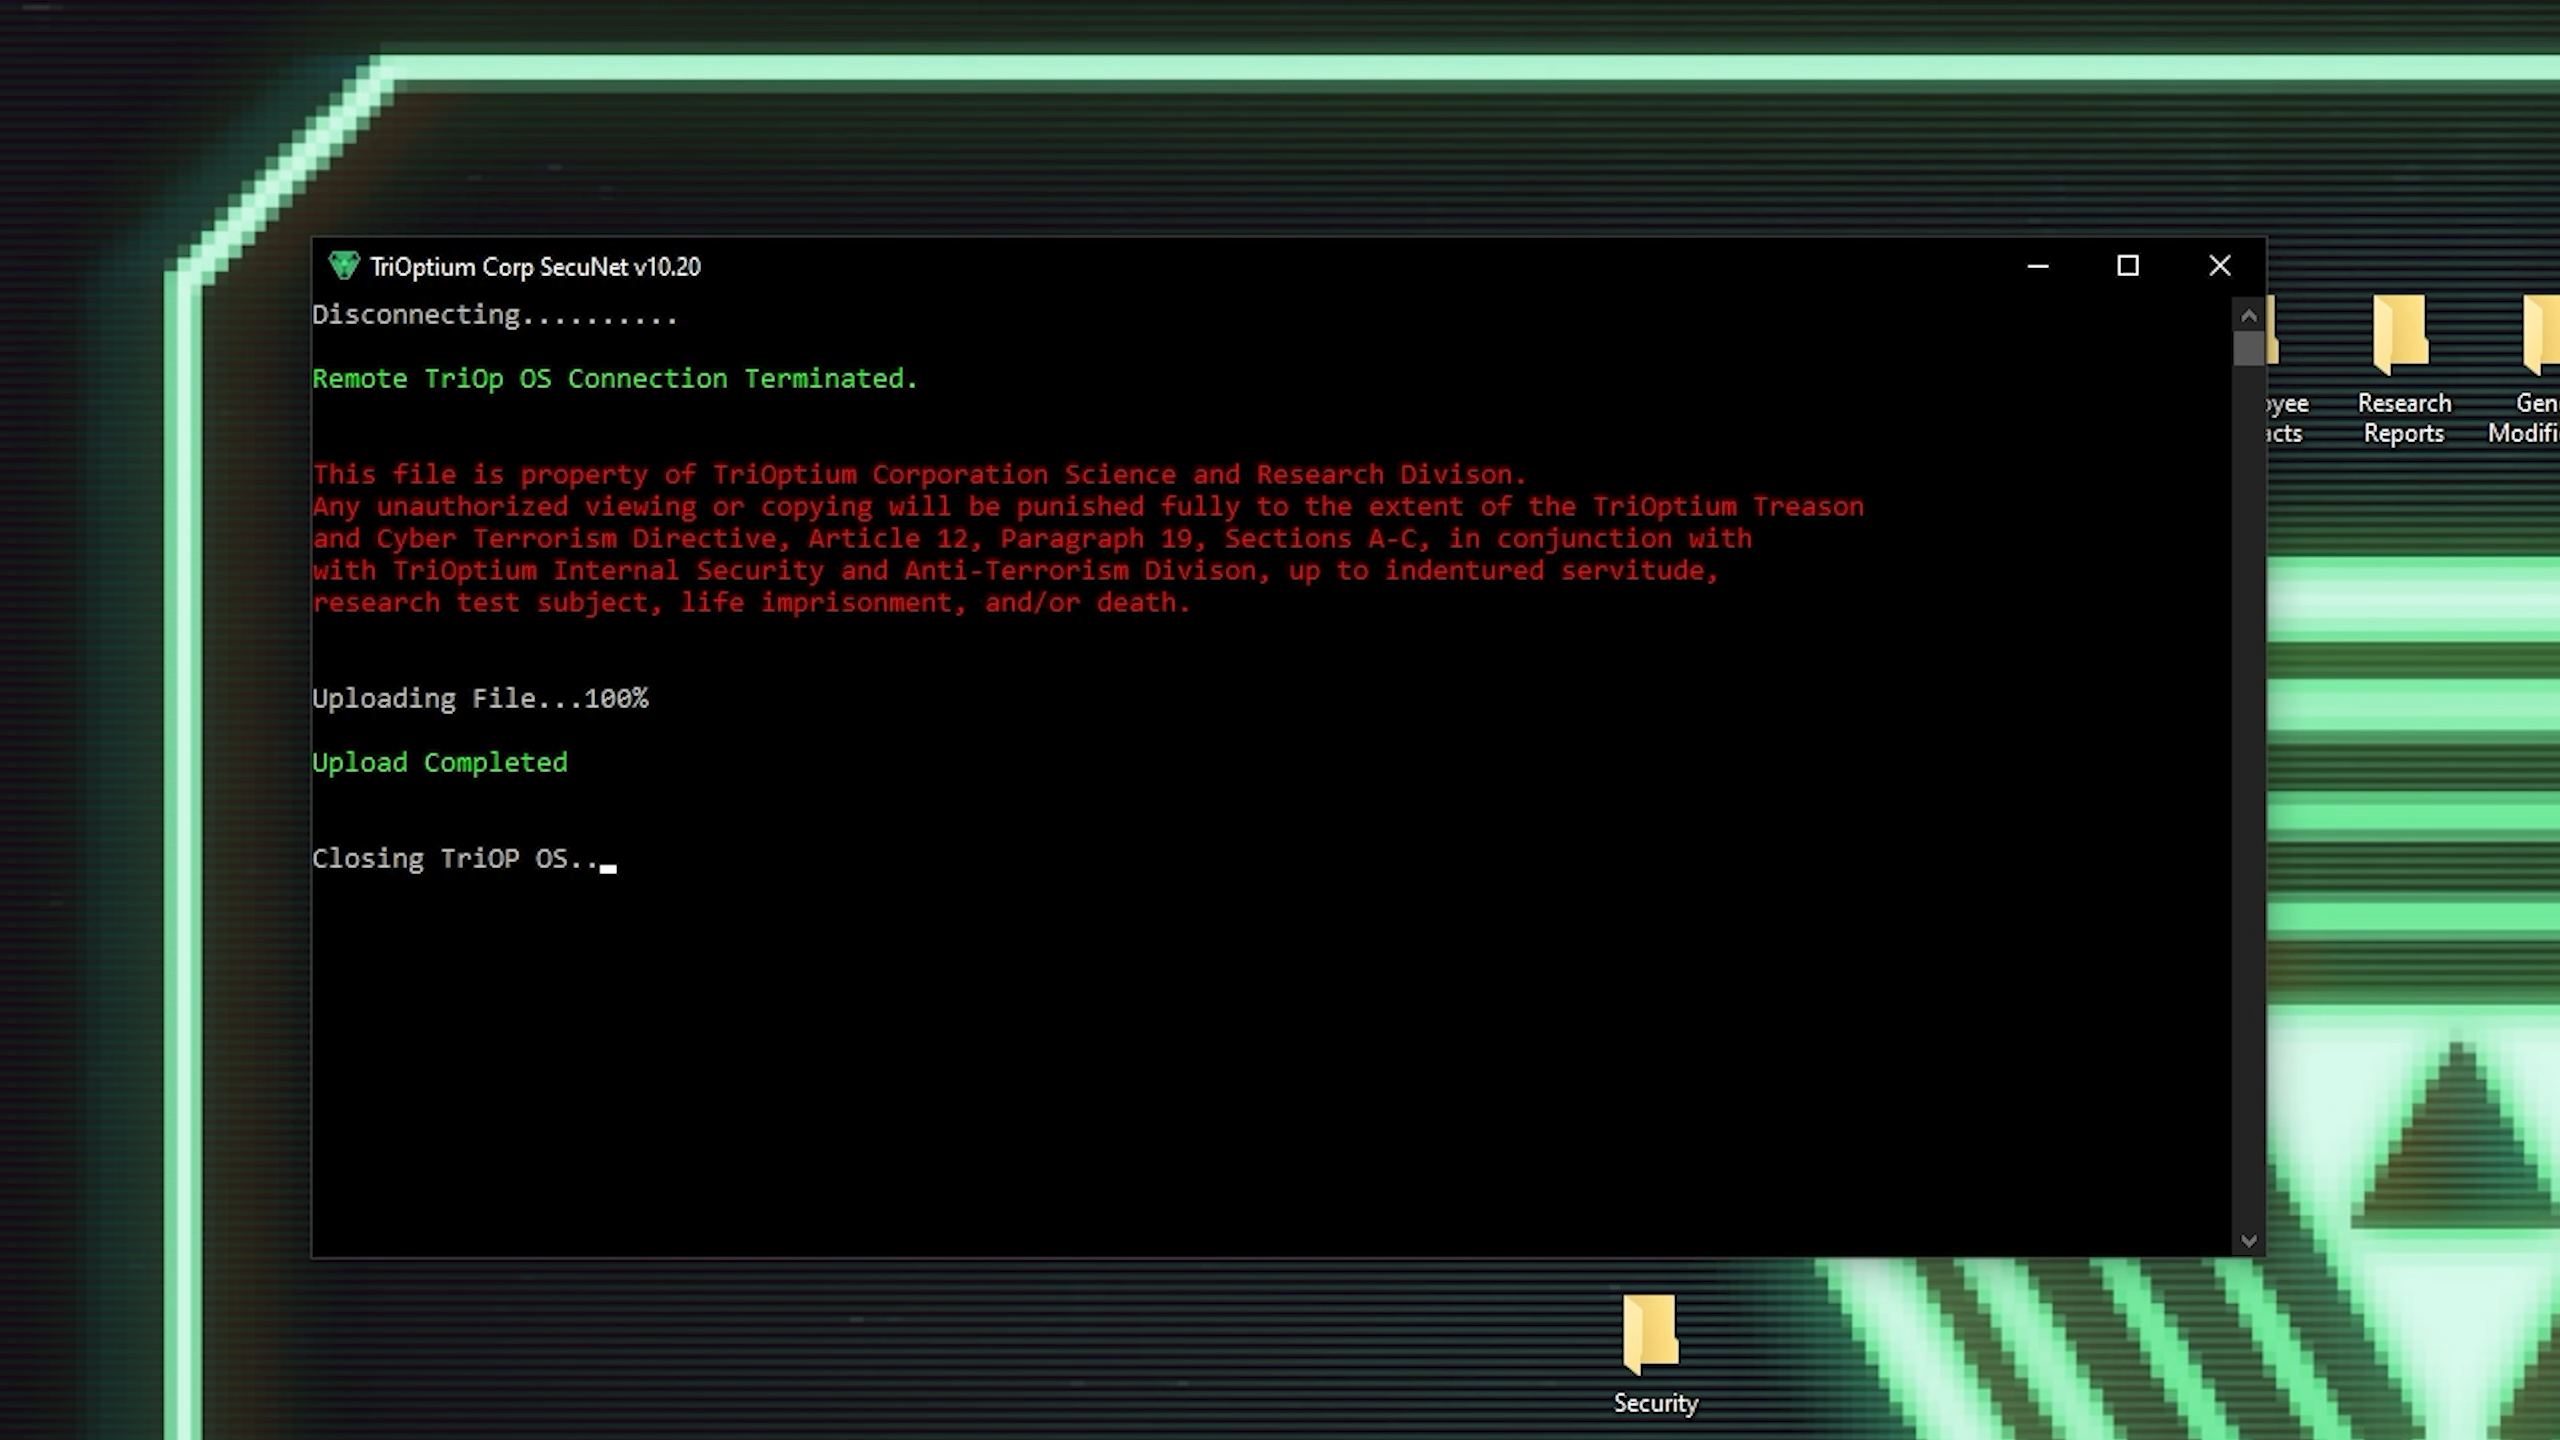 TriOptium Corp SecuNet v10.20
Disconnecting..........
Remote TriOp OS Connection Terminated.
This file is property of TriOptium Corporation Science and Research Divison.
Any unauthorized viewing or copying will be punished fully to the extent of the TriOptium Treason
and Cyber Terrorism Directive, Article 12, Paragraph 19, Sections A-C, in conjunction with
with TriOptium Internal Security and Anti-Terrorism Divison, up to indentured servitude,
research test subject, life imprisonment, and/or death.
Uploading File...100%
Upload Completed
Closing TriOP OS..
Research
Reports
Security